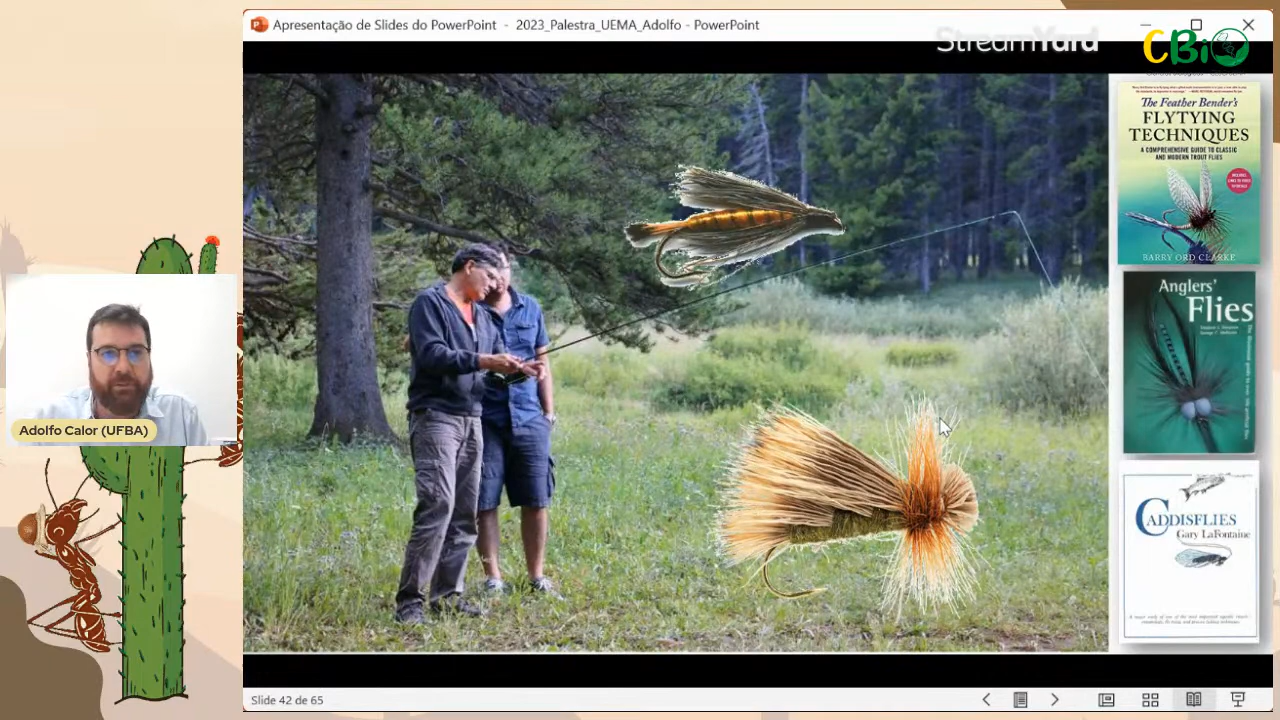 Apresentação de Slides do PowerPoint - 2023_Palestra_UEMA_Adolfo - PowerPoint
StreamYard
CBiO
The Feather Bender's
FLYTYING
TECHNIQUES
A COMPREHENSIVE GUIDE TO CLASSIC
AND MODERN TROUT FLIES
BARRY ORD CLARKE
Anglers'
Flies
CADDISFLIES
Gary LaFontaine
Adolfo Calor (UFBA)
Slide 42 de 65